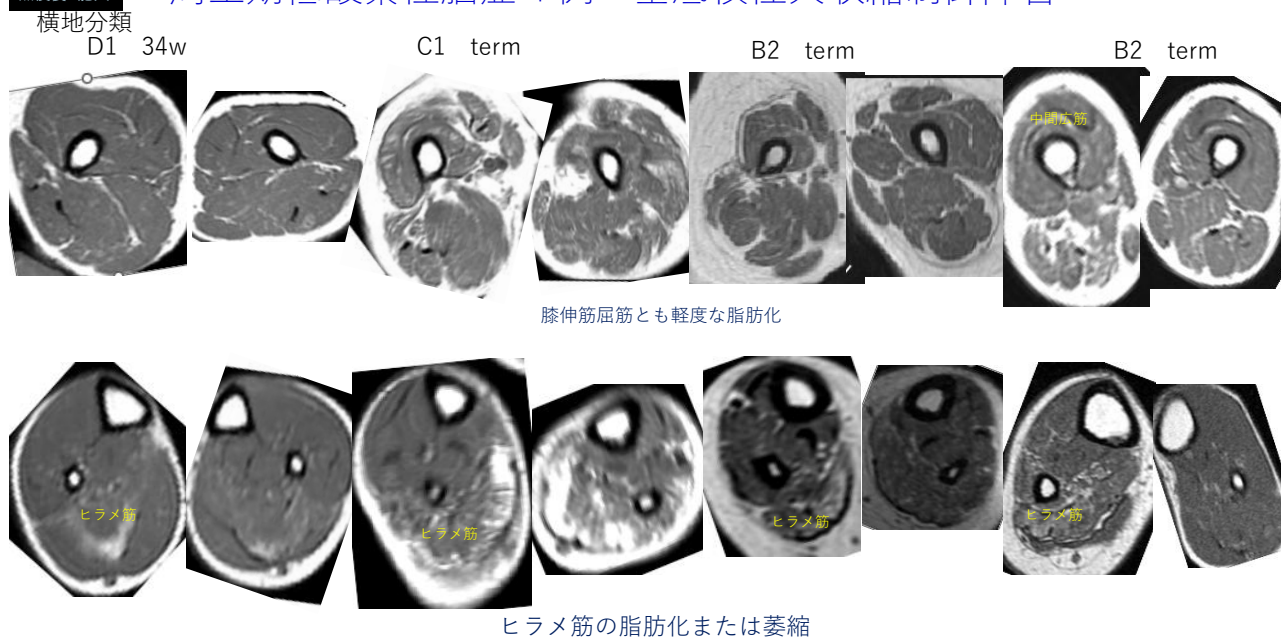 横地分類
D1 34w
C1 term
B2 term
B2 term
中間広筋
膝伸筋屈筋とも軽度な脂肪化
ヒラメ筋
ヒラメ筋
ヒラメ筋
ヒラメ筋
ヒラメ筋の脂肪化または萎縮